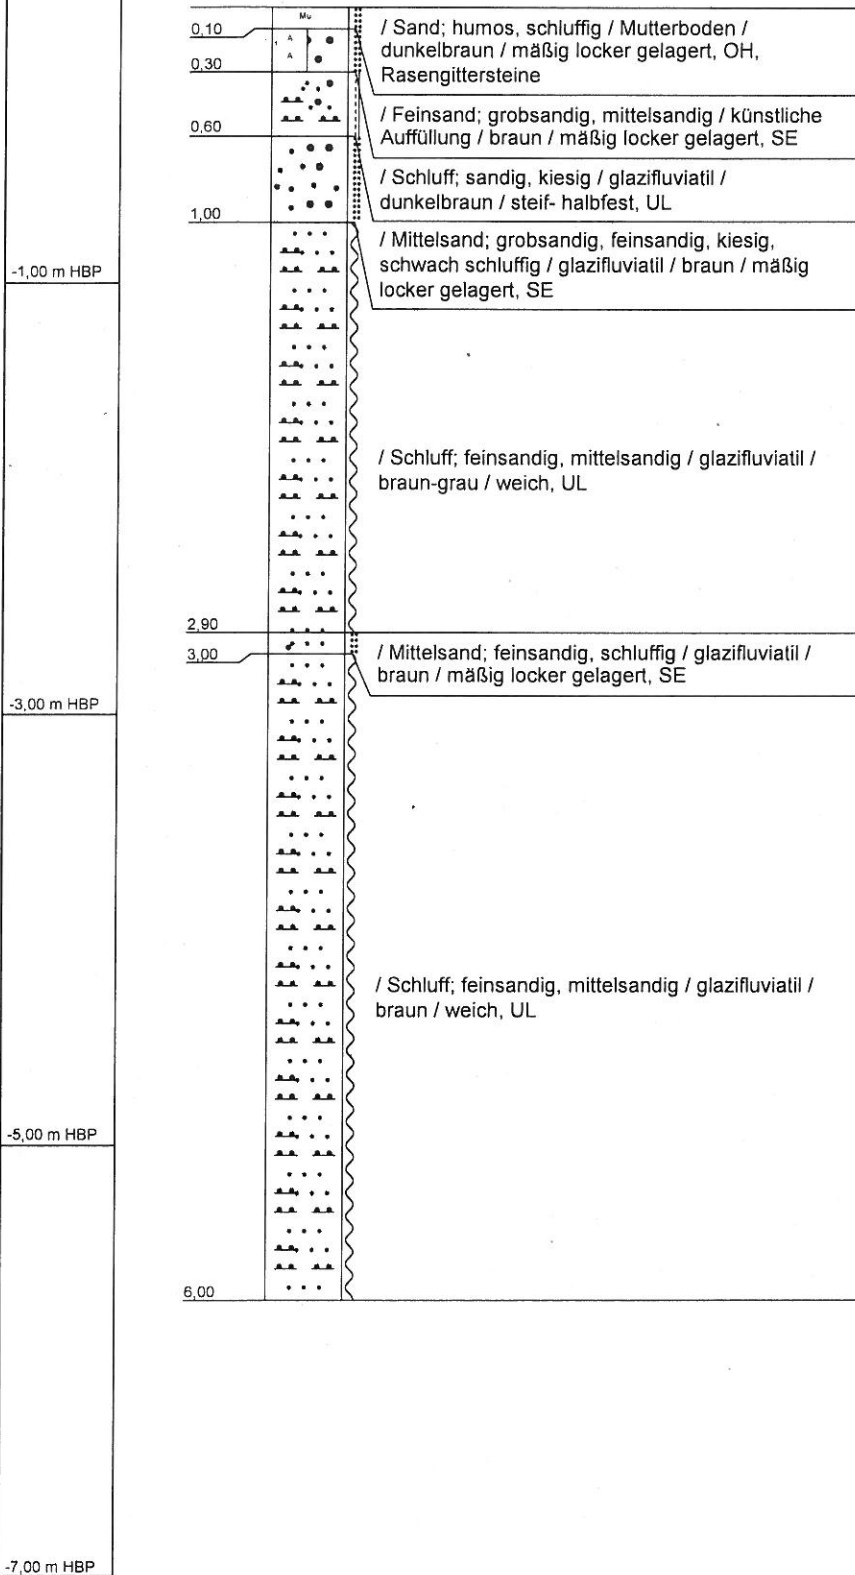 Mu
0,10
/ Sand; humos, schluffig / Mutterboden /
dunkelbraun / mäßig locker gelagert, OH,
Rasengittersteine
A
A
0,30
/ Feinsand; grobsandig, mittelsandig / künstliche
Auffüllung / braun / mäßig locker gelagert, SE
0,60
/ Schluff; sandig, kiesig / glazifluviatil /
dunkelbraun / steif- halbfest, UL
1,00
/ Mittelsand; grobsandig, feinsandig, kiesig,
schwach schluffig / glazifluviatil / braun / mäßig
locker gelagert, SE
-1,00 m HBP
/ Schluff; feinsandig, mittelsandig / glazifluviatil /
braun-grau / weich, UL
2,90
3,00
/ Mittelsand; feinsandig, schluffig / glazifluviatil /
braun / mäßig locker gelagert, SE
-3,00 m HBP
/ Schluff; feinsandig, mittelsandig / glazifluviatil /
braun / weich, UL
-5,00 m HBP
6,00
-7,00 m HBP